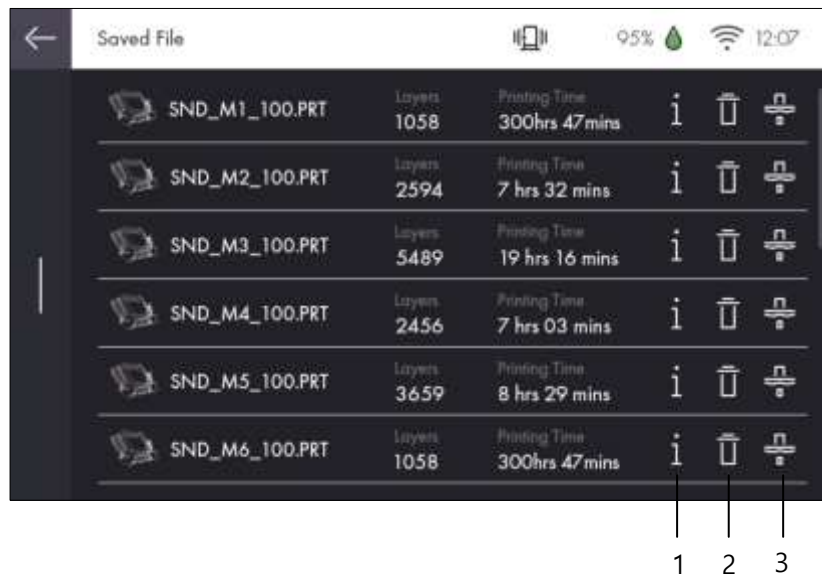 Saved File 95% 12:07
SND_M1_100.PRT Layers 1058 Printing Time 300hrs 47mins
SND_M2_100.PRT Layers 2594 Printing Time 7 hrs 32 mins
SND_M3_100.PRT Layers 5489 Printing Time 19 hrs 16 mins
SND_M4_100.PRT Layers 2456 Printing Time 7 hrs 03 mins
SND_M5_100.PRT Layers 3659 Printing Time 8 hrs 29 mins
SND_M6_100.PRT Layers 1058 Printing Time 300hrs 47mins
1 2 3